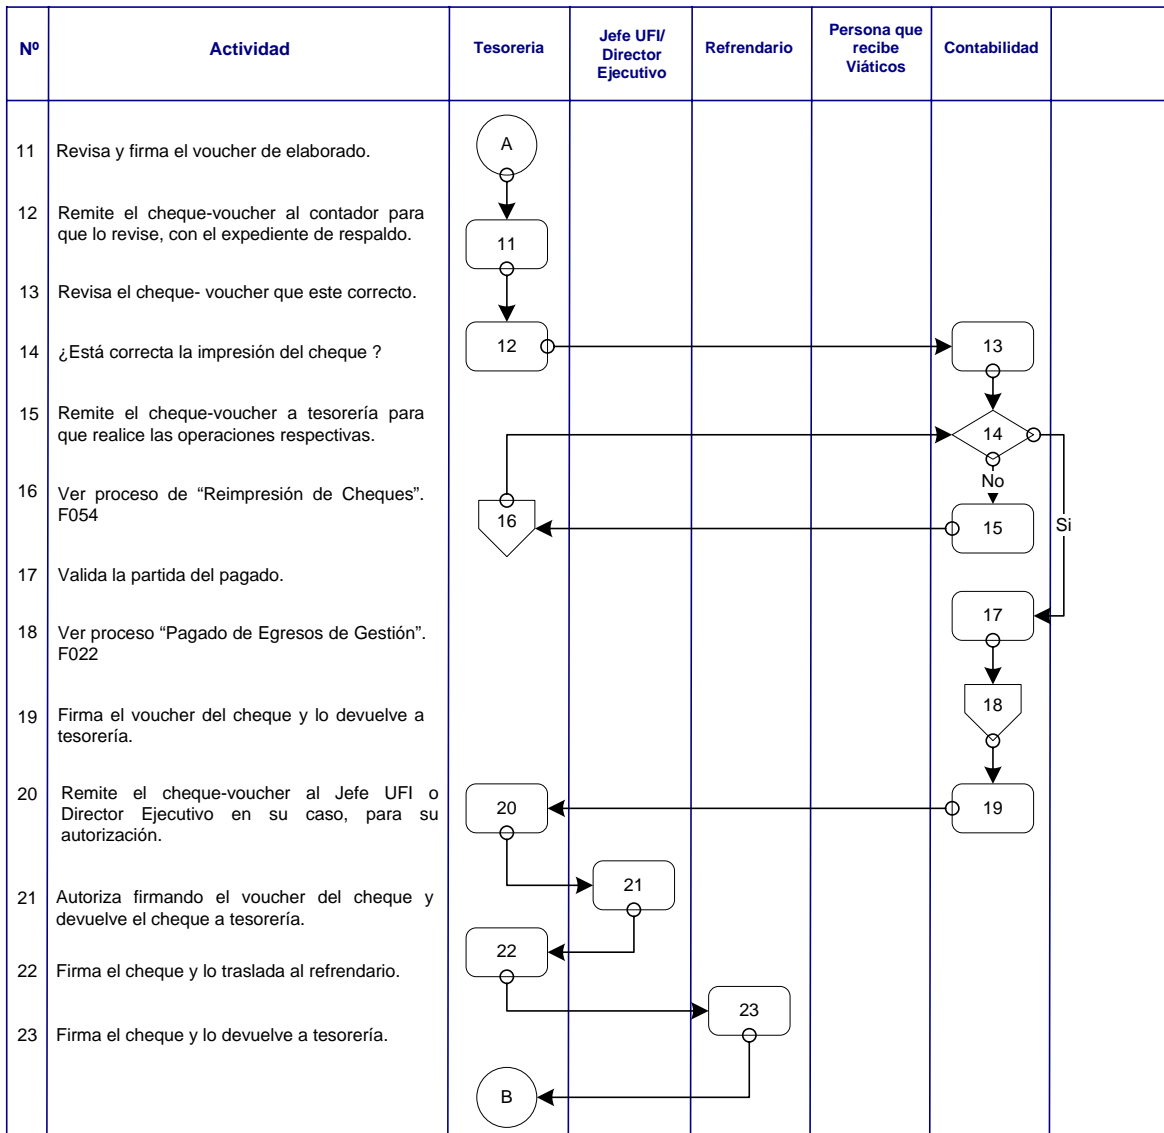 Nº
Actividad
Tesoreria
Jefe UFI/
Director
Ejecutivo
Refrendario
Persona que
recibe
Viáticos
Contabilidad
11 Revisa y firma el voucher de elaborado.
12 Remite el cheque-voucher al contador para
que lo revise, con el expediente de respaldo.
13 Revisa el cheque- voucher que este correcto.
14 ¿Está correcta la impresión del cheque ?
15 Remite el cheque-voucher a tesorería para
que realice las operaciones respectivas.
16 Ver proceso de “Reimpresión de Cheques”.
F054
17 Valida la partida del pagado.
18 Ver proceso “Pagado de Egresos de Gestión”.
F022
19 Firma el voucher del cheque y lo devuelve a
tesorería.
20 Remite el cheque-voucher al Jefe UFI o
Director Ejecutivo en su caso, para su
autorización.
21 Autoriza firmando el voucher del cheque y
devuelve el cheque a tesorería.
22 Firma el cheque y lo traslada al refrendario.
23 Firma el cheque y lo devuelve a tesorería.
A
11
12
13
14
No
Si
16
15
17
18
20
19
21
22
23
B